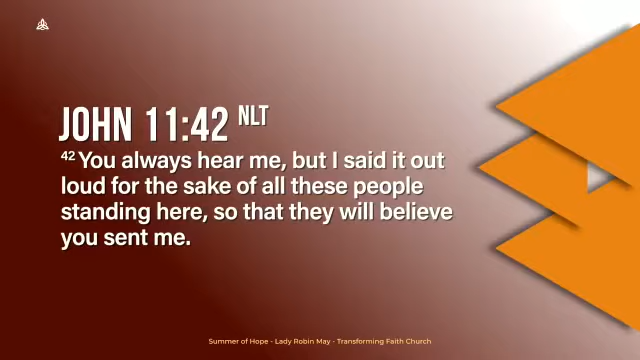 JOHN 11:42 NLT
42 You always hear me, but I said it out
loud for the sake of all these people
standing here, so that they will believe
you sent me.
Summer of Hope - Lady Robin May - Transforming Faith Church